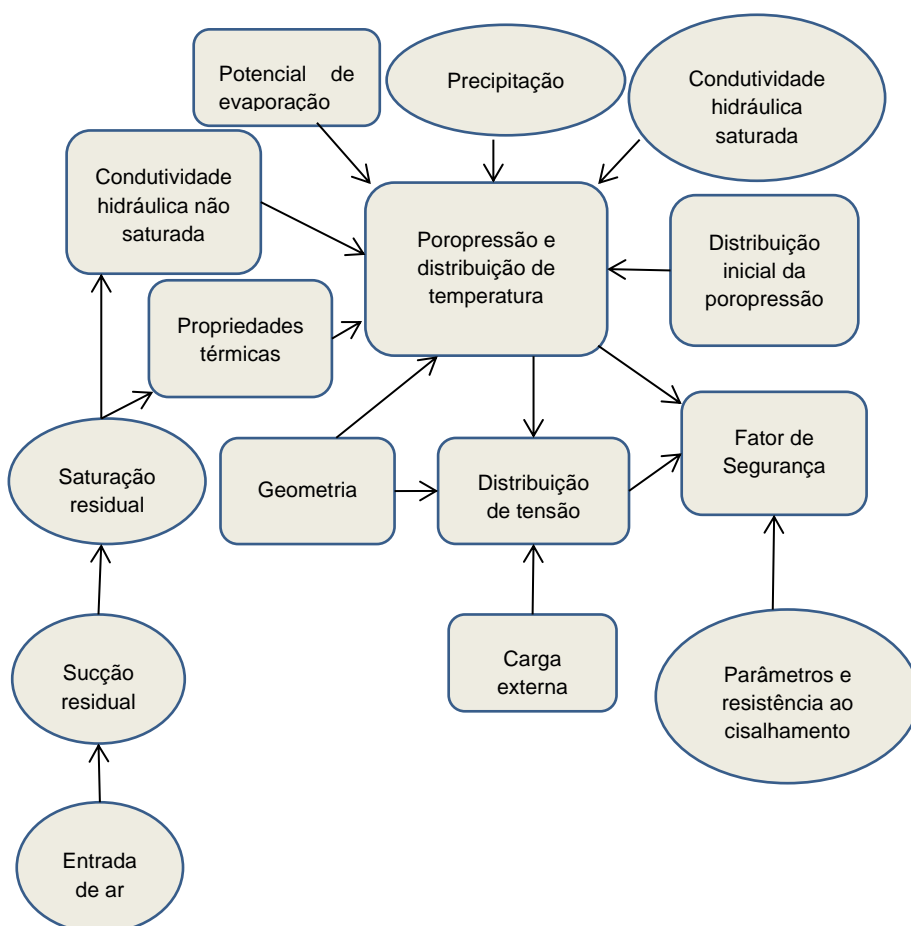 Potencial de
evaporação
Precipitação
Condutividade
hidráulica
saturada
Condutividade
hidráulica não
saturada
Poropressão e
distribuição de
temperatura
Distribuição
inicial da
poropressão
Propriedades
térmicas
Saturação
residual
Geometria
Distribuição
de tensão
Fator de
Segurança
Sucção
residual
Carga
externa
Parâmetros e
resistência ao
cisalhamento
Entrada
de ar